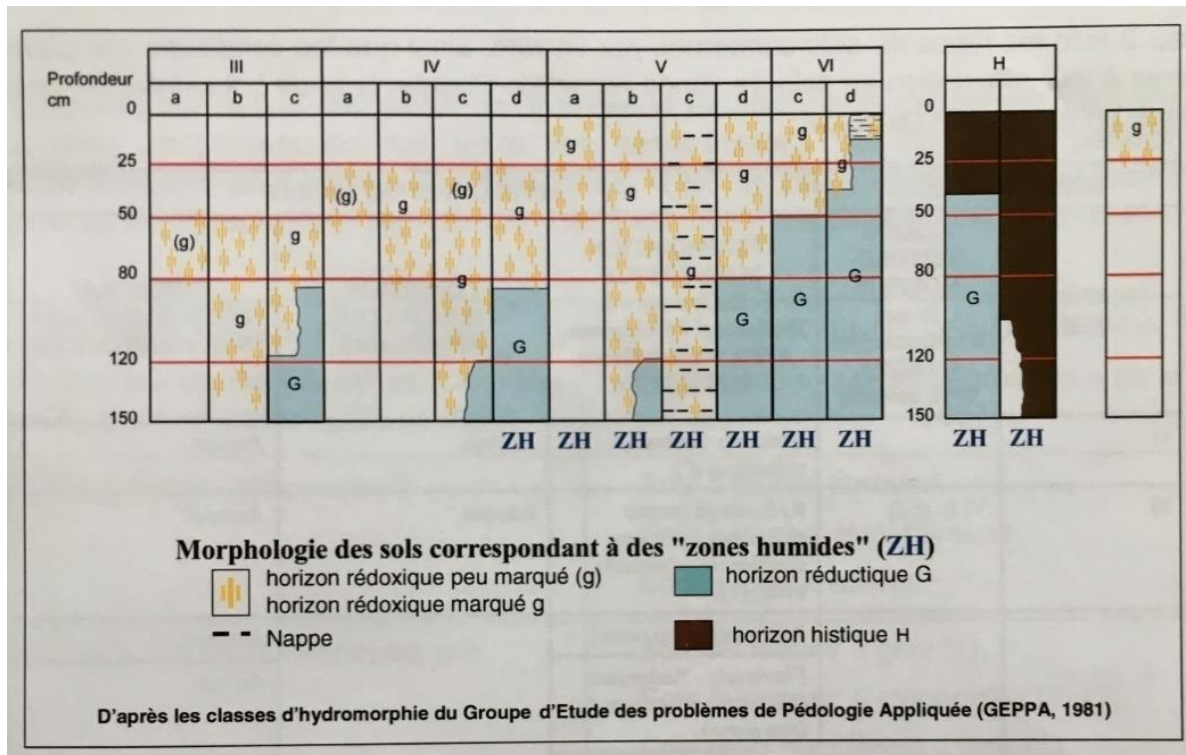 III IV V VI H
Profondeur
cm
a b c a b c d a b c d c d
0 0
g g g
25 25
(g) g (g) g g g g
50 50
(g) g g
80 g g G 80
g G G G G
120 120
G
150 150
ZH ZH ZH ZH ZH ZH ZH ZH ZH
Morphologie des sols correspondant à des "zones humides" (ZH)
horizon rédoxique peu marqué (g) horizon réductique G
horizon rédoxique marqué g
Nappe horizon histique H
D'après les classes d'hydromorphie du Groupe d'Etude des problèmes de Pédologie Appliquée (GEPPA, 1981)